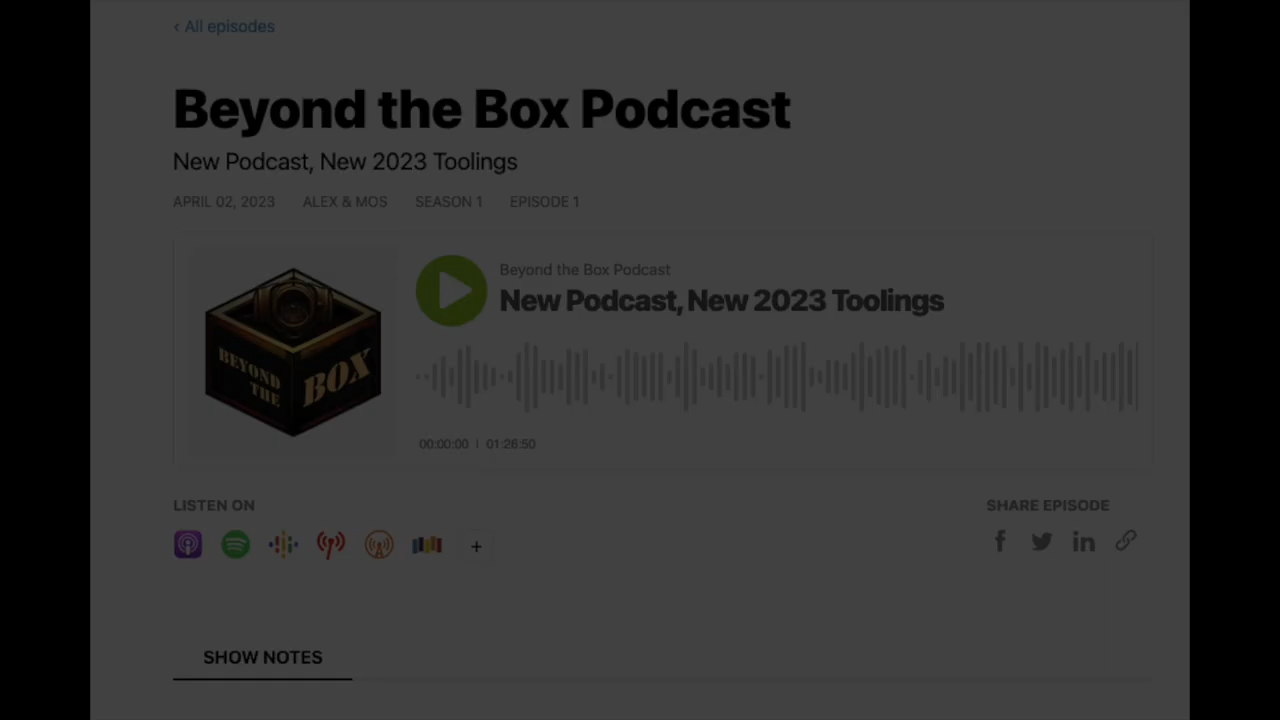 ‹ All episodes
Beyond the Box Podcast
New Podcast, New 2023 Toolings
APRIL 02, 2023 ALEX & MOS SEASON 1 EPISODE 1
BEYOND
THE
BOX
Beyond the Box Podcast
New Podcast, New 2023 Toolings
00:00:00 | 01:26:50
LISTEN ON
SHARE EPISODE
+
SHOW NOTES